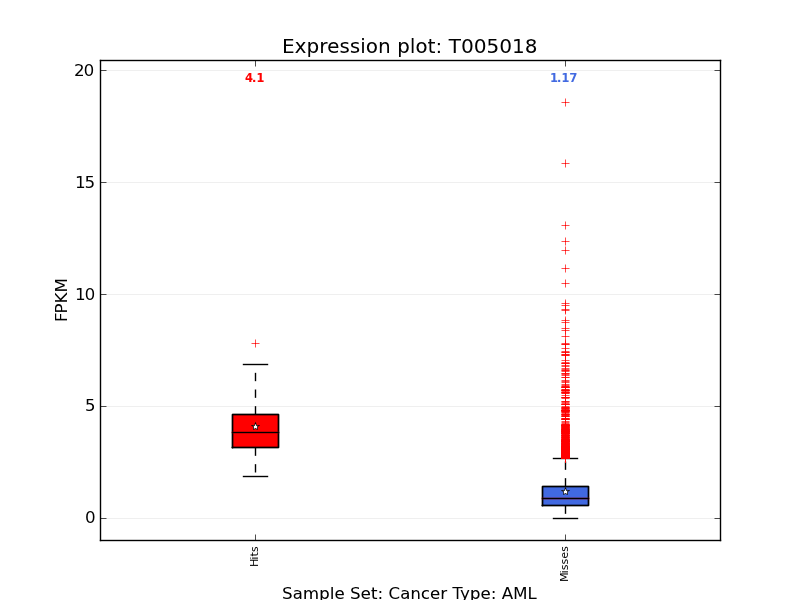 Expression plot: T005018
20
4.1
1.17
15
10
5
0
FPKM
Hits
Misses
Sample Set: Cancer Type: AML